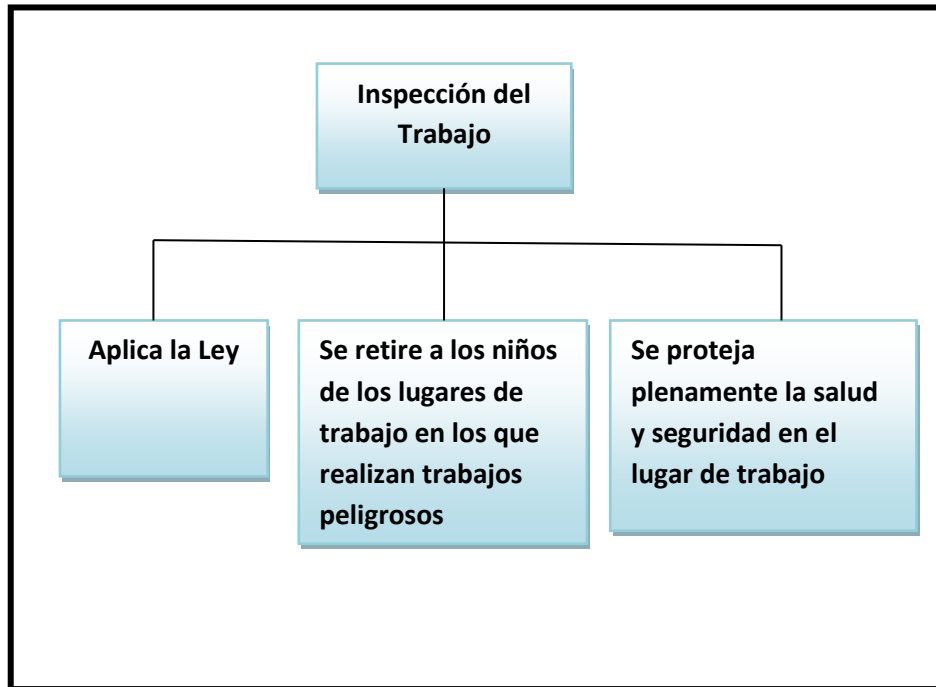 Inspección del
Trabajo
Aplica la Ley
Se retire a los niños
de los lugares de
trabajo en los que
realizan trabajos
peligrosos
Se proteja
plenamente la salud
y seguridad en el
lugar de trabajo